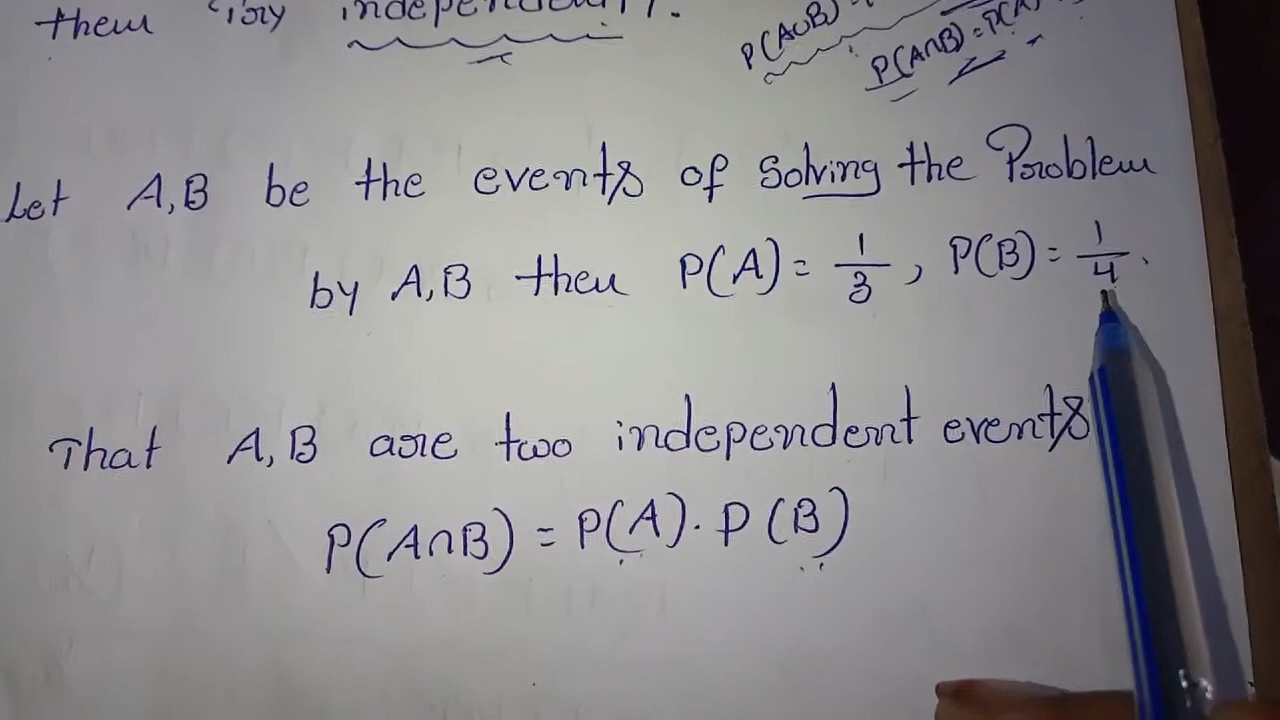 them Try
P(A∪B)
P(A∩B) = P(A)
Let A,B be the events of Solving the Problem
by A,B then P(A) = 1/3, P(B) = 1/4.
That A,B are two independent events
P(A∩B) = P(A). P(B)